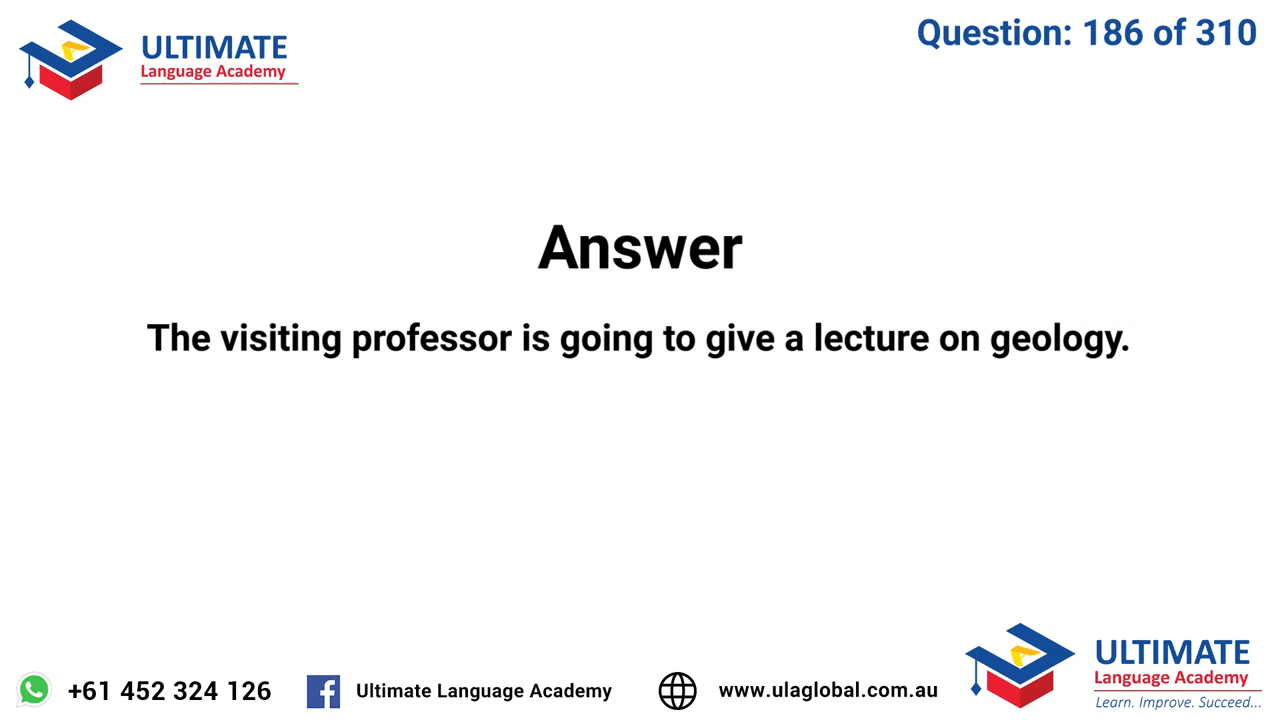 ULTIMATE
Language Academy
Question: 186 of 310
Answer
The visiting professor is going to give a lecture on geology.
+61 452 324 126
Ultimate Language Academy
www.ulaglobal.com.au
ULTIMATE
Language Academy
Learn. Improve. Succeed...